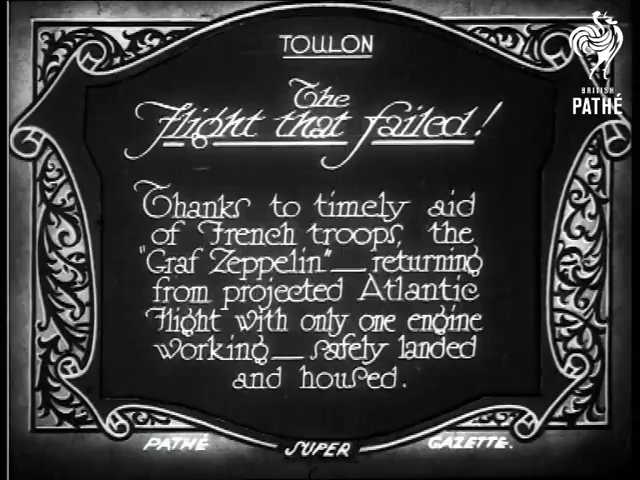 TOULON
The
Flight that failed!
Thanks to timely aid
of French troops, the
"Graf Zeppelin" — returning
from projected Atlantic
Flight with only one engine
working — safely landed
and housed.
PATHÉ SUPER GAZETTE.
BRITISH
PATHÉ